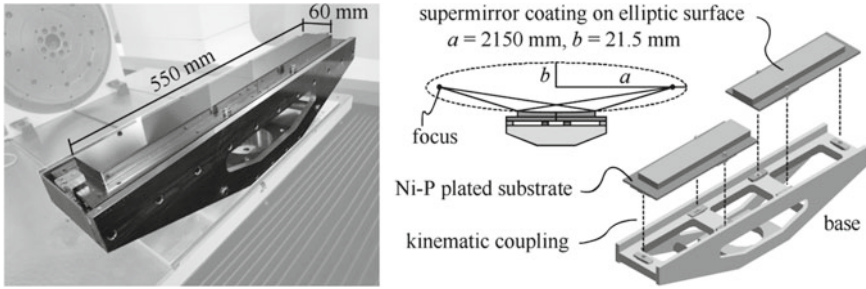 60 mm
550 mm
supermirror coating on elliptic surface
a = 2150 mm, b = 21.5 mm
b
a
focus
Ni-P plated substrate
kinematic coupling
base